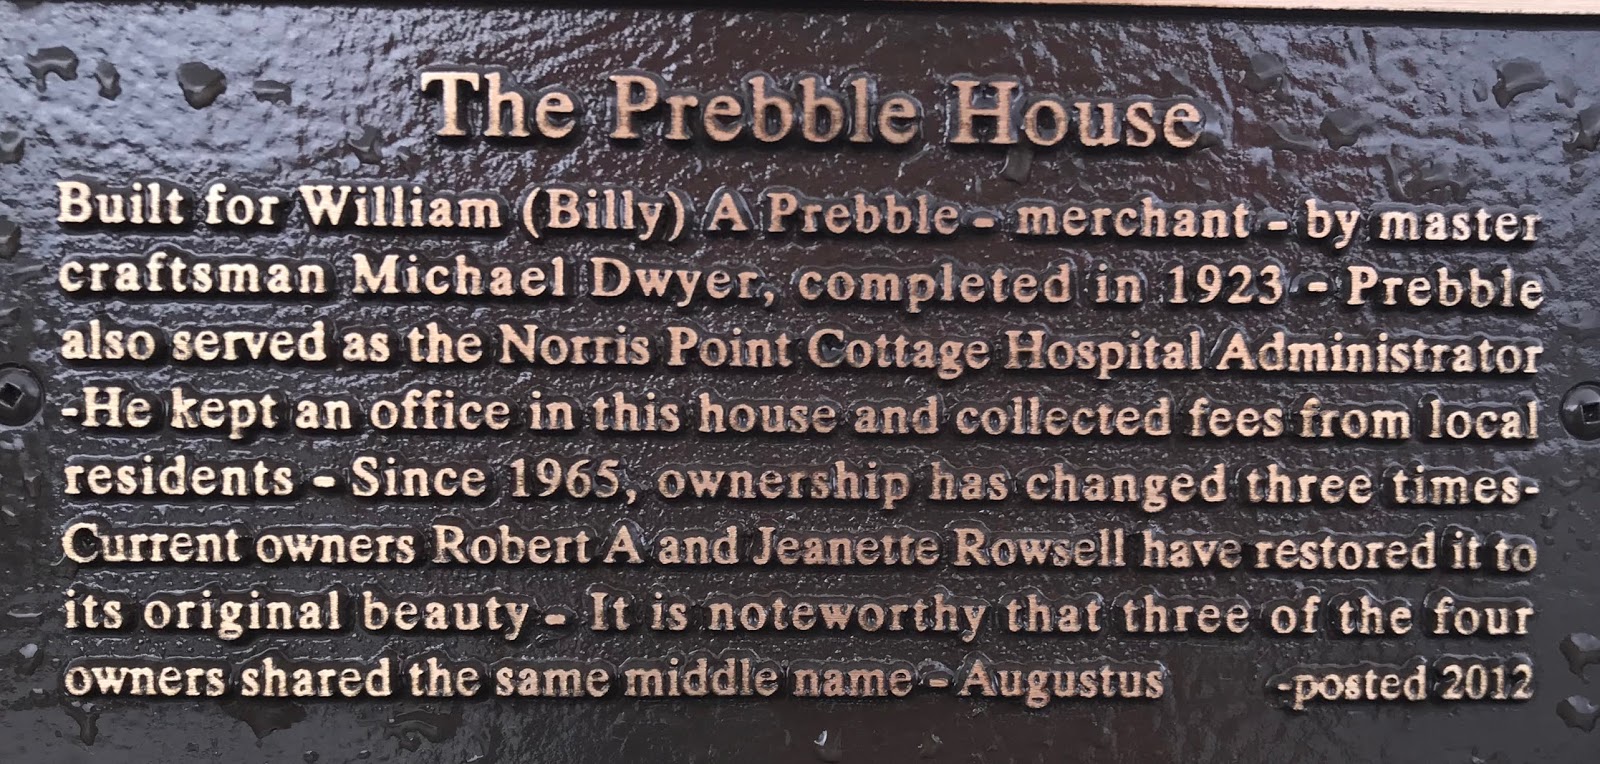 The Prebble House
Built for William (Billy) A Prebble - merchant - by master
craftsman Michael Dwyer, completed in 1923 - Prebble
also served as the Norris Point Cottage Hospital Administrator
-He kept an office in this house and collected fees from local
residents - Since 1965, ownership has changed three times-
Current owners Robert A and Jeanette Rowsell have restored it to
its original beauty - It is noteworthy that three of the four
owners shared the same middle name - Augustus -posted 2012